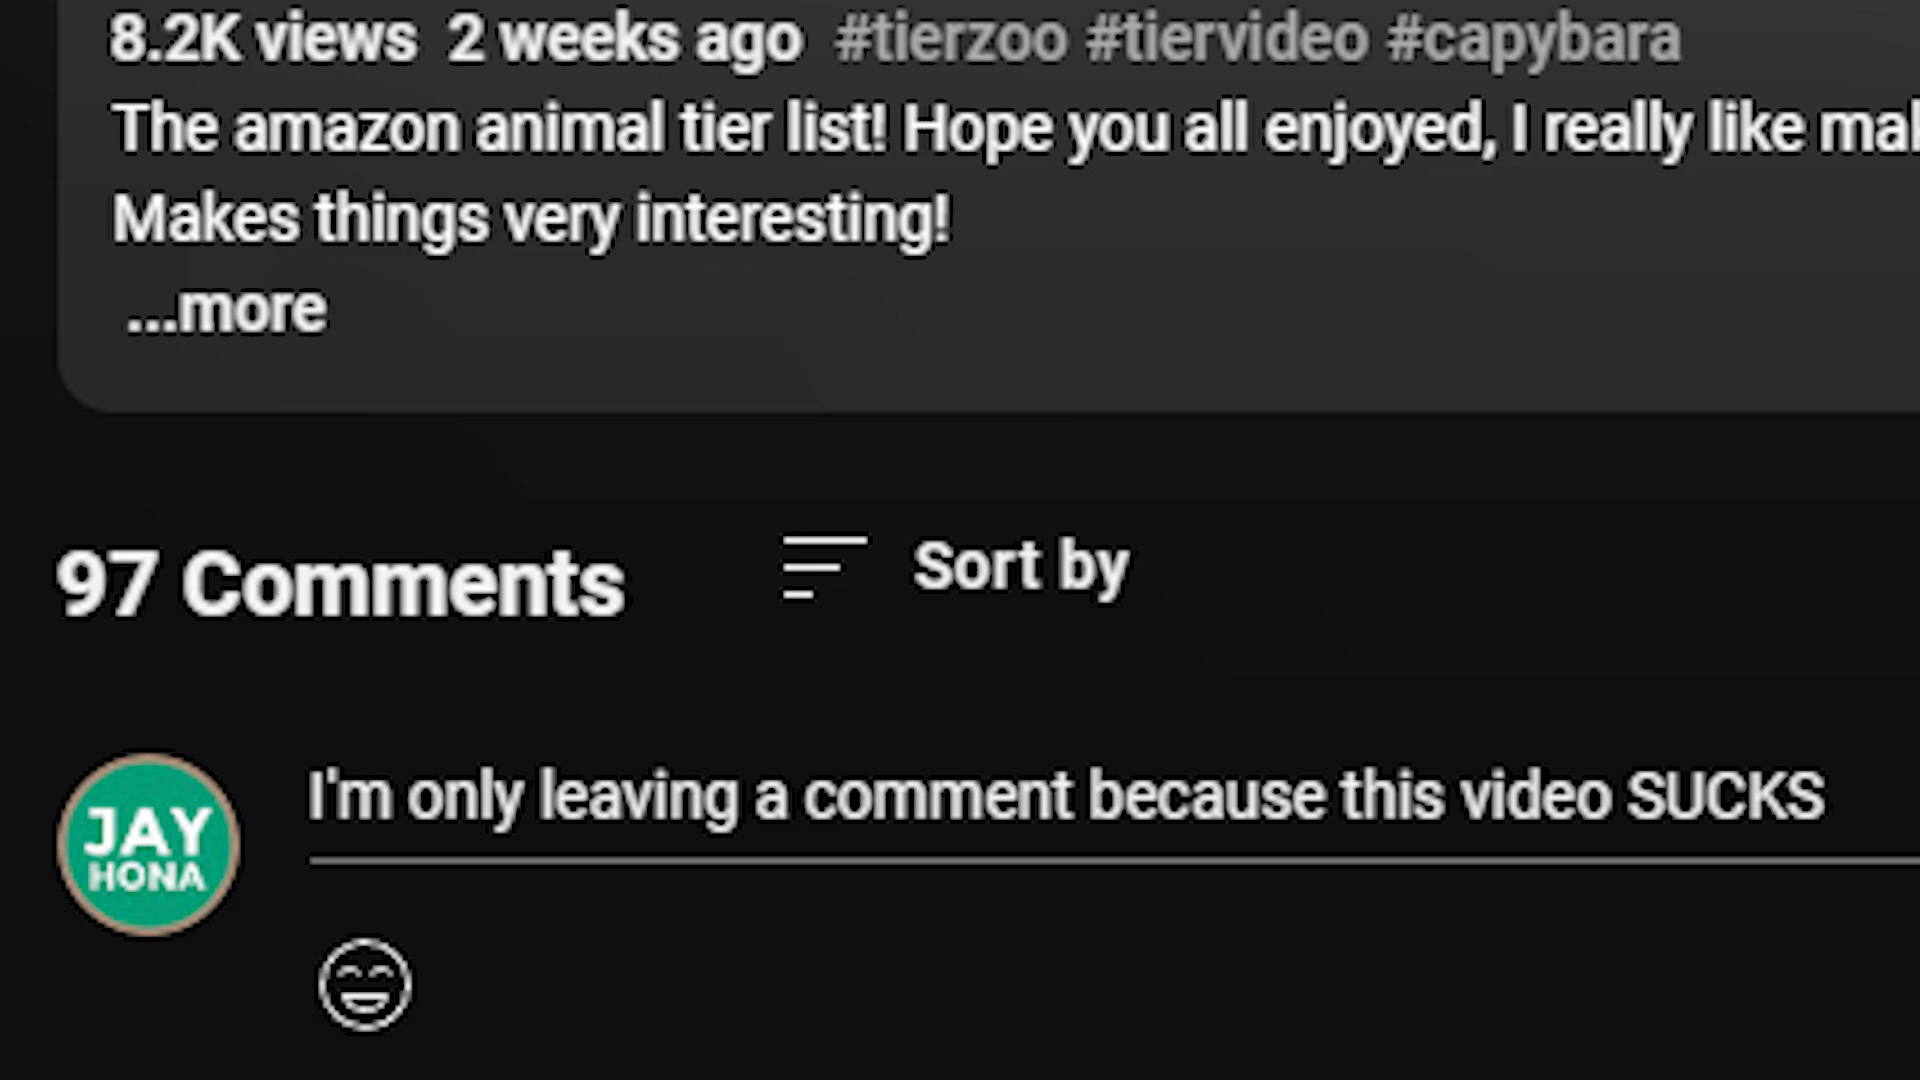 8.2K views 2 weeks ago #tierzoo #tiervideo #capybara
The amazon animal tier list! Hope you all enjoyed, I really like
Makes things very interesting!
...more
97 Comments
Sort by
JAY
HONA
I'm only leaving a comment because this video SUCKS